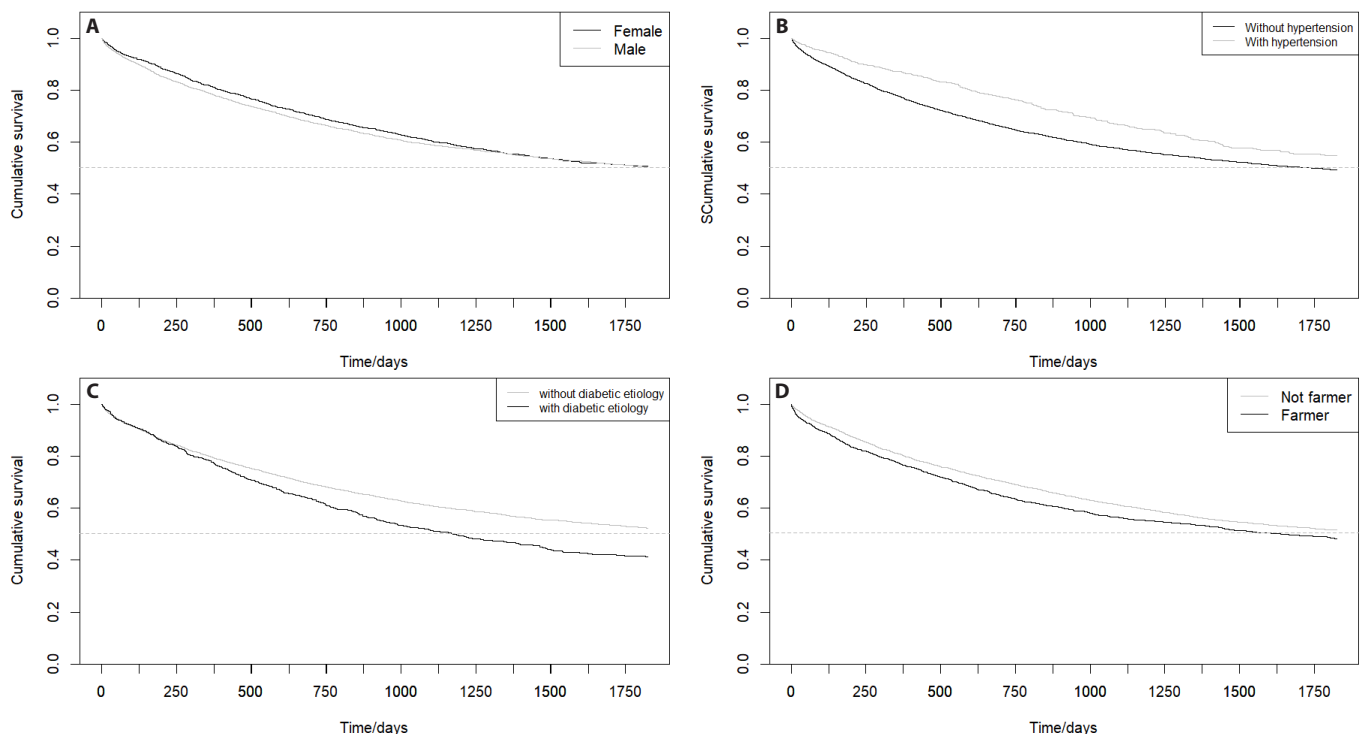 A
Female
Male
Cumulative survival
1.0
0.8
0.6
0.4
0.2
0.0
0 250 500 750 1000 1250 1500 1750
Time/days
B
Without hypertension
With hypertension
SCumulative survival
1.0
0.8
0.6
0.4
0.2
0.0
0 250 500 750 1000 1250 1500 1750
Time/days
C
without diabetic etiology
with diabetic etiology
Cumulative survival
1.0
0.8
0.6
0.4
0.2
0.0
0 250 500 750 1000 1250 1500 1750
Time/days
D
Not farmer
Farmer
Cumulative survival
1.0
0.8
0.6
0.4
0.2
0.0
0 250 500 750 1000 1250 1500 1750
Time/days